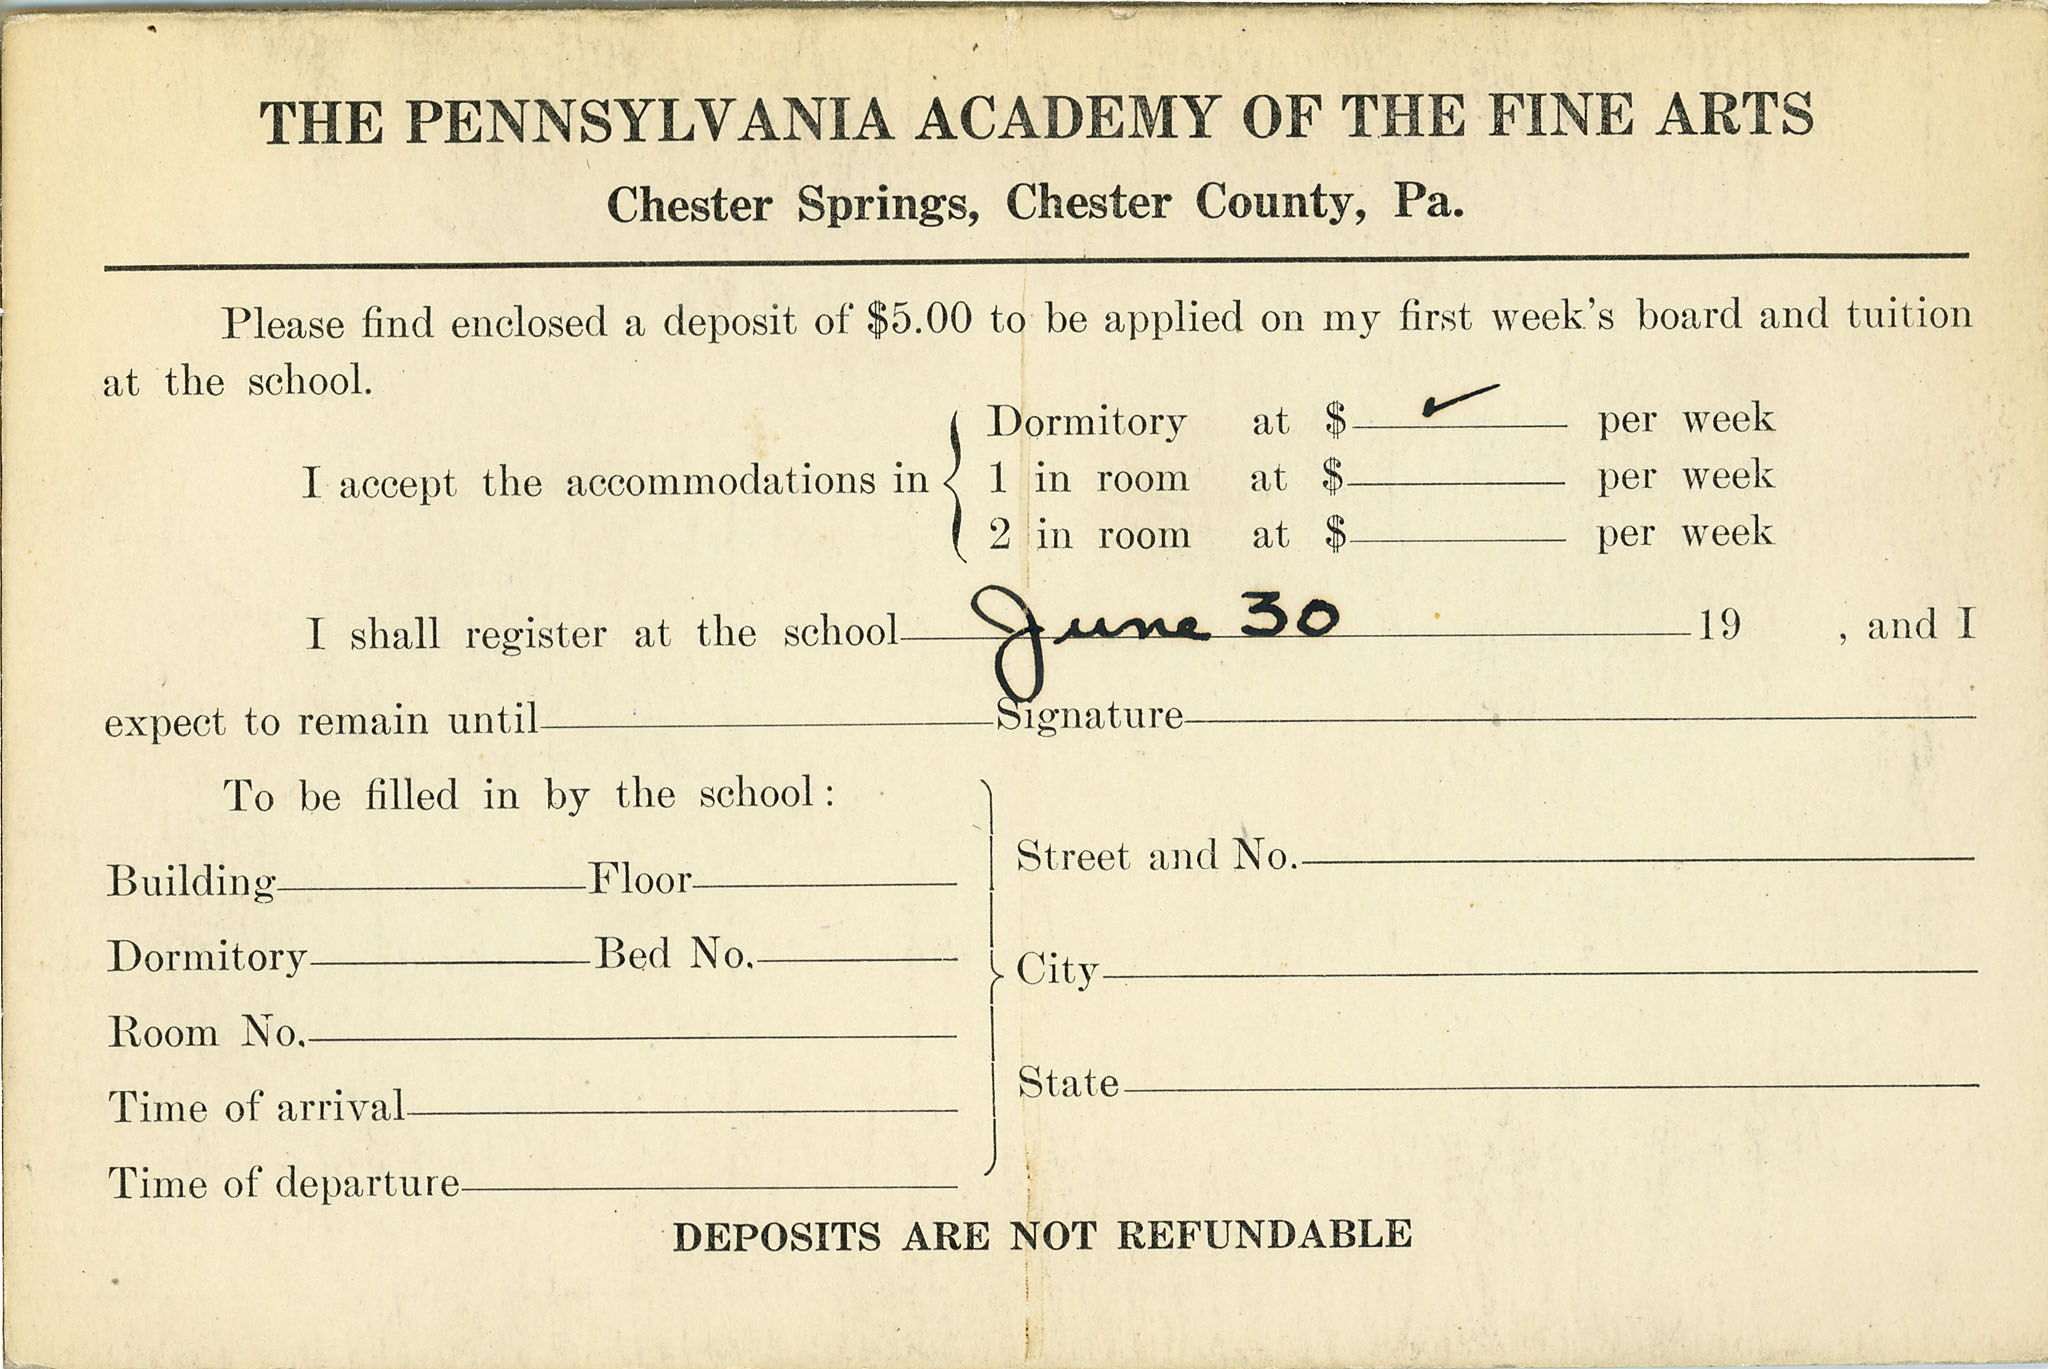 THE PENNSYLVANIA ACADEMY OF THE FINE ARTS
Chester Springs, Chester County, Pa.
Please find enclosed a deposit of $5.00 to be applied on my first week's board and tuition
at the school.
Dormitory at $ ✓ per week
I accept the accommodations in { 1 in room at $ per week
2 in room at $ per week
I shall register at the school June 30 19 , and I
expect to remain until Signature
To be filled in by the school:
Building Floor
Dormitory Bed No.
Room No.
Time of arrival
Time of departure
Street and No.
City
State
DEPOSITS ARE NOT REFUNDABLE